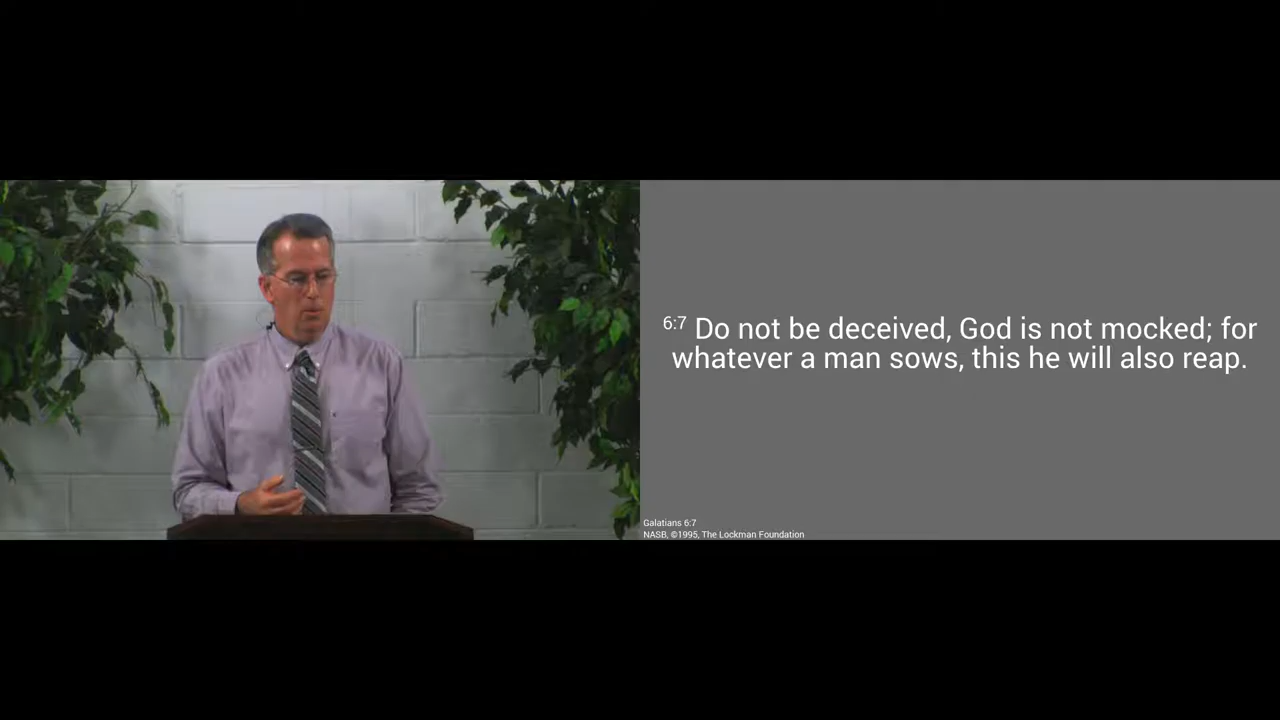 6:7 Do not be deceived, God is not mocked; for
whatever a man sows, this he will also reap.
Galatians 6:7
NASB, ©1995, The Lockman Foundation